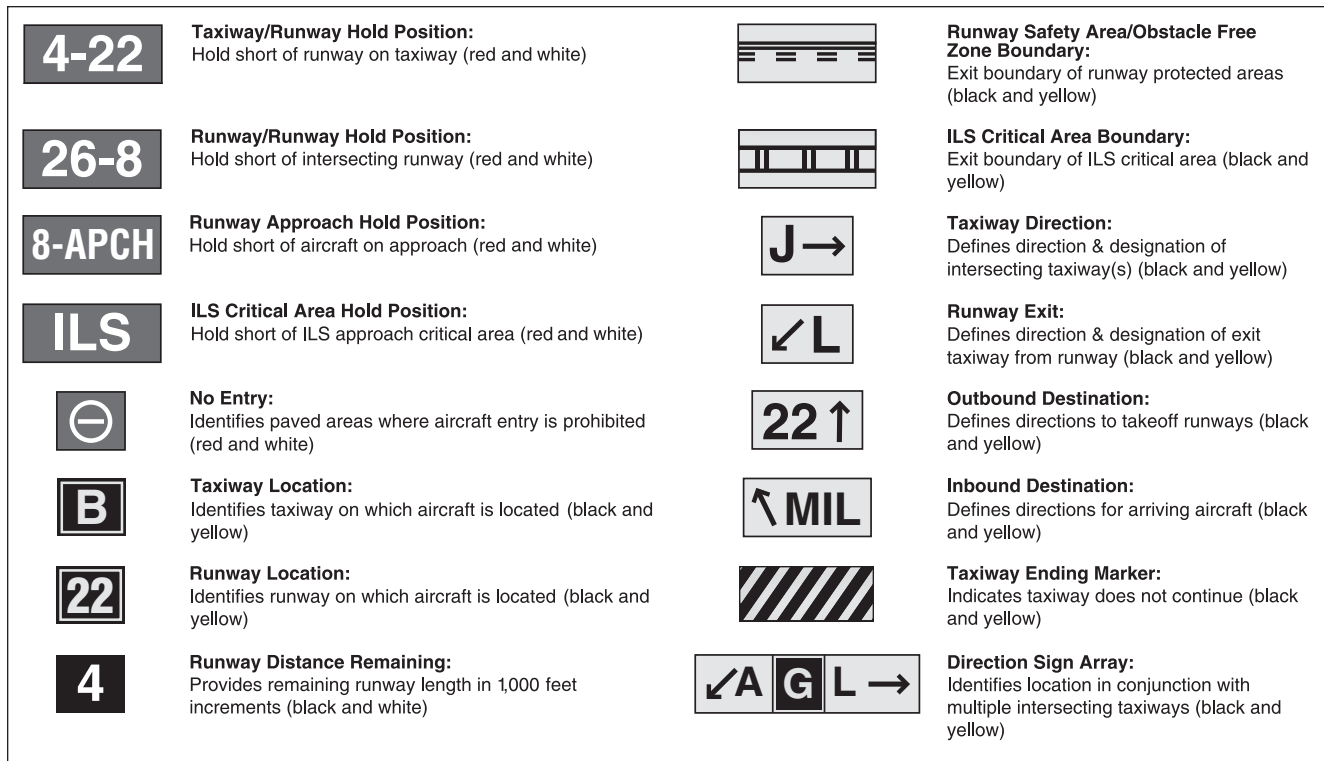 4-22
Taxiway/Runway Hold Position:
Hold short of runway on taxiway (red and white)
26-8
Runway/Runway Hold Position:
Hold short of intersecting runway (red and white)
8-APCH
Runway Approach Hold Position:
Hold short of aircraft on approach (red and white)
ILS
ILS Critical Area Hold Position:
Hold short of ILS approach critical area (red and white)
No Entry:
Identifies paved areas where aircraft entry is prohibited
(red and white)
B
Taxiway Location:
Identifies taxiway on which aircraft is located (black and
yellow)
22
Runway Location:
Identifies runway on which aircraft is located (black and
yellow)
4
Runway Distance Remaining:
Provides remaining runway length in 1,000 feet
increments (black and white)
Runway Safety Area/Obstacle Free
Zone Boundary:
Exit boundary of runway protected areas
(black and yellow)
ILS Critical Area Boundary:
Exit boundary of ILS critical area (black and
yellow)
J→
Taxiway Direction:
Defines direction & designation of
intersecting taxiway(s) (black and yellow)
↙L
Runway Exit:
Defines direction & designation of exit
taxiway from runway (black and yellow)
22↑
Outbound Destination:
Defines directions to takeoff runways (black
and yellow)
↖MIL
Inbound Destination:
Defines directions for arriving aircraft (black
and yellow)
Taxiway Ending Marker:
Indicates taxiway does not continue (black
and yellow)
↙A G L→
Direction Sign Array:
Identifies location in conjunction with
multiple intersecting taxiways (black and
yellow)